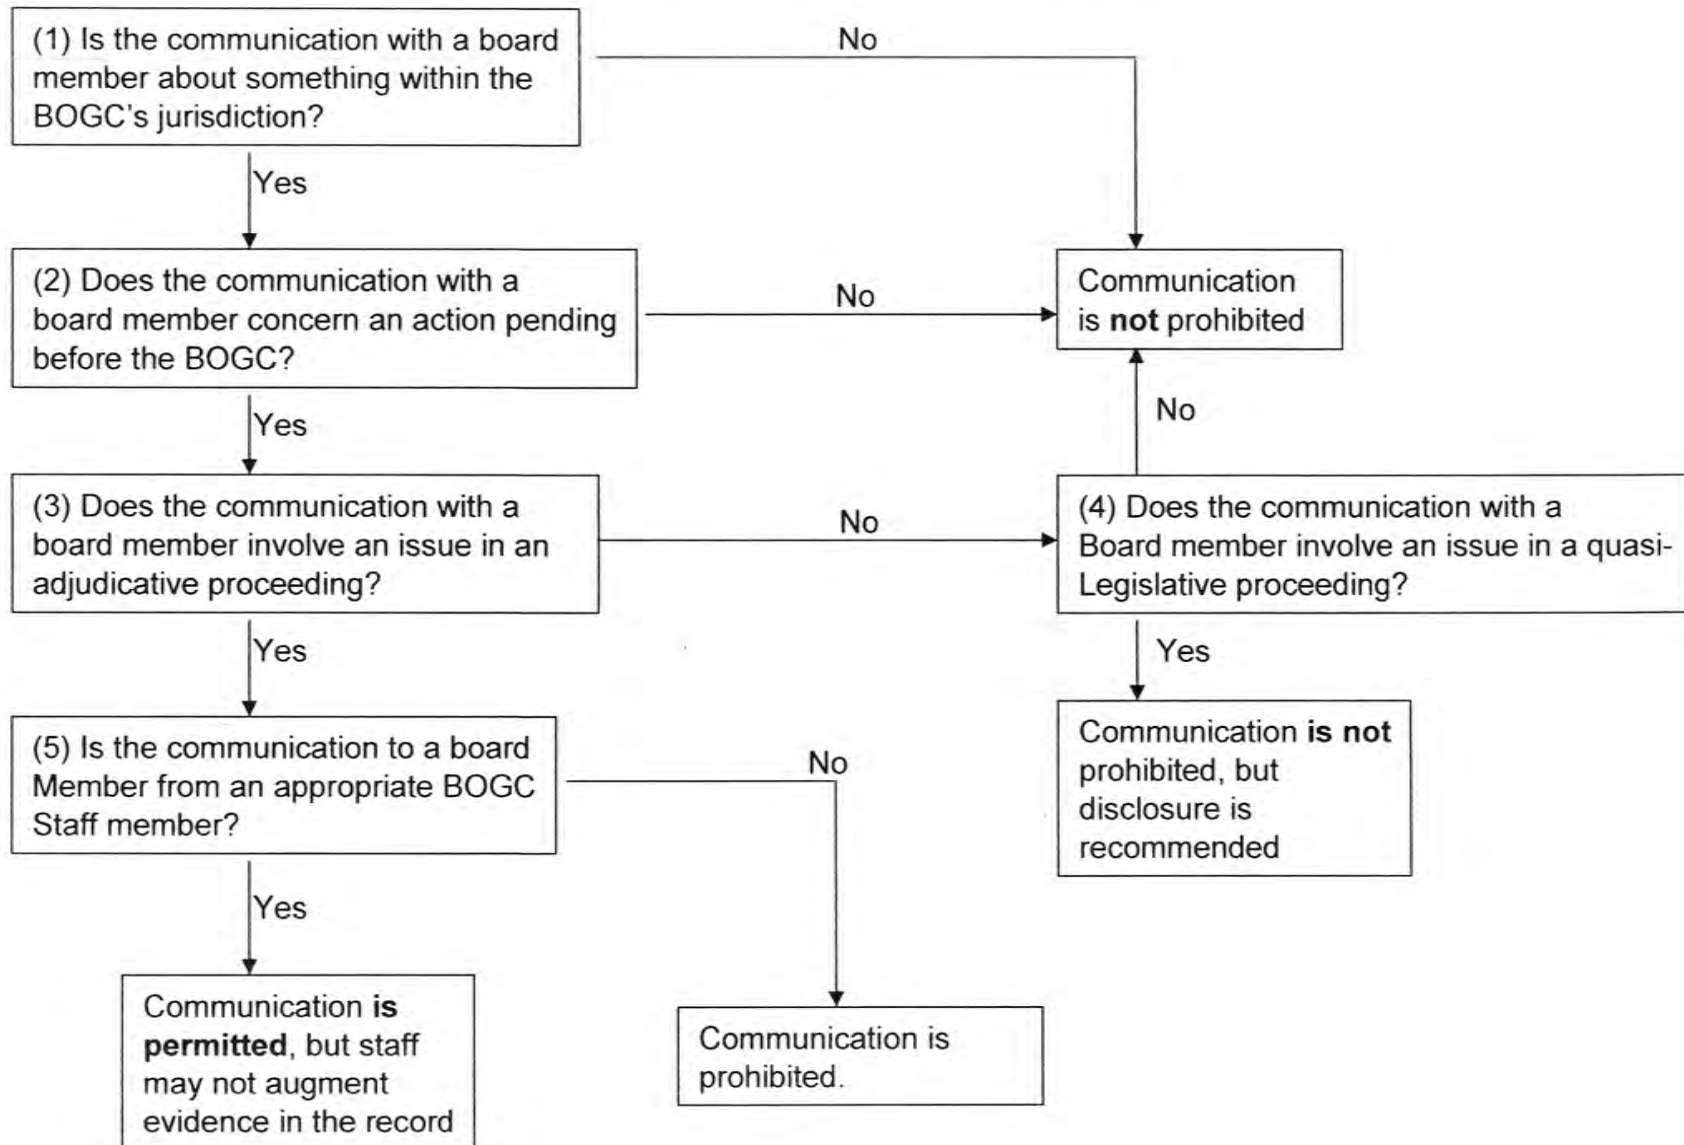 (1) Is the communication with a board
member about something within the
BOGC's jurisdiction?
No
Yes
(2) Does the communication with a
board member concern an action pending
before the BOGC?
No
Communication
is not prohibited
Yes
No
(3) Does the communication with a
board member involve an issue in an
adjudicative proceeding?
No
(4) Does the communication with a
Board member involve an issue in a quasi-
Legislative proceeding?
Yes
Yes
(5) Is the communication to a board
Member from an appropriate BOGC
Staff member?
No
Communication is not
prohibited, but
disclosure is
recommended
Yes
Communication is
permitted, but staff
may not augment
evidence in the record
Communication is
prohibited.